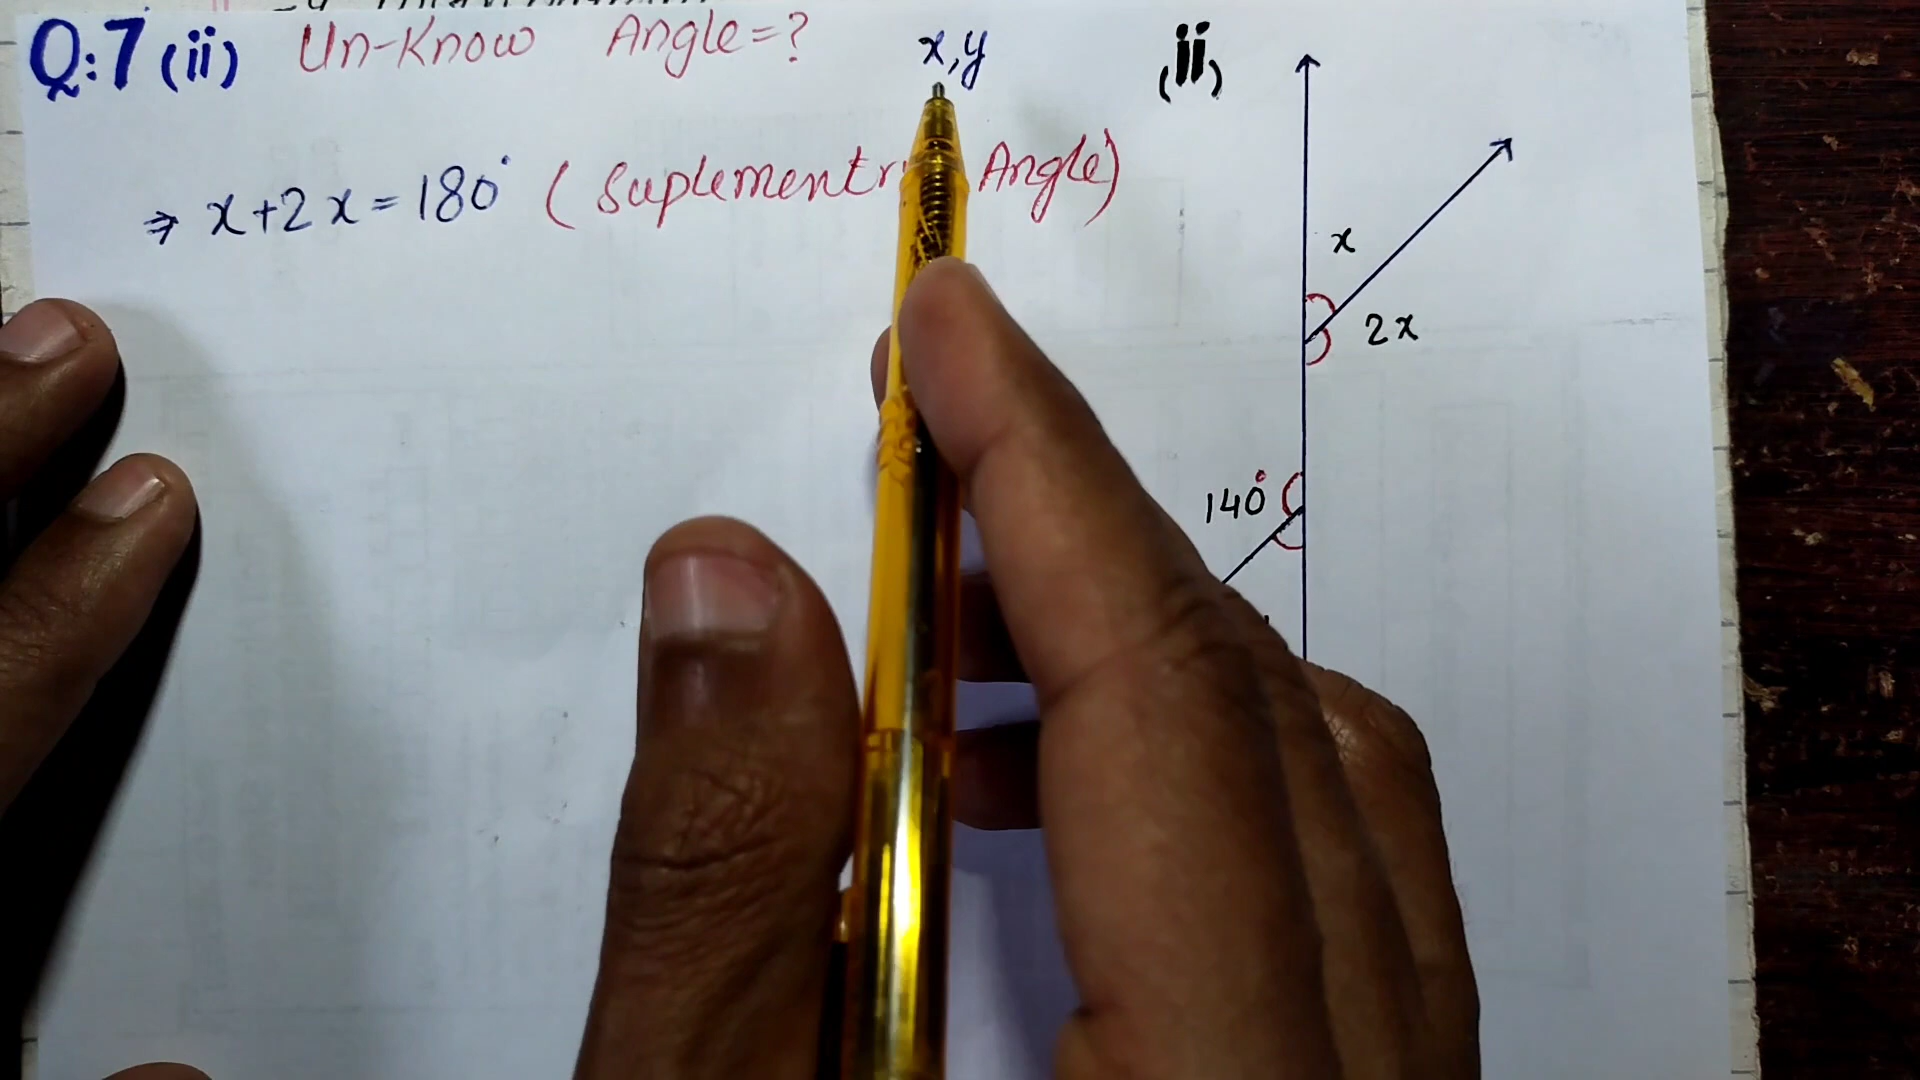 Q:7 (ii) Un-Know Angle=? x,y
(ii)
⇒ x+2x=180° ( Suplementr Angle)
x
2x
140°